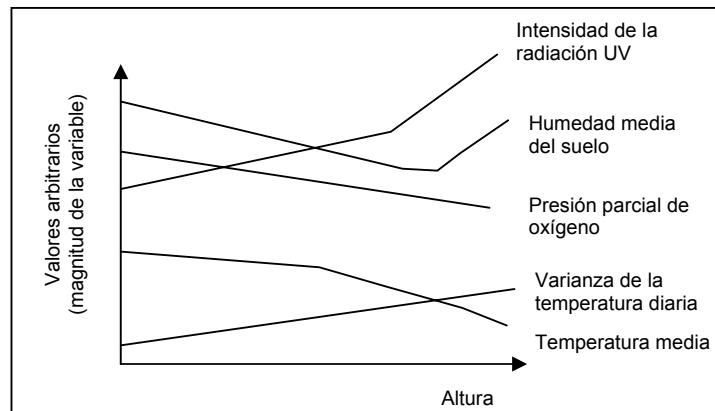 Intensidad de la
radiación UV
Humedad media
del suelo
Presión parcial de
oxígeno
Varianza de la
temperatura diaria
Temperatura media
Valores arbitrarios
(magnitud de la variable)
Altura